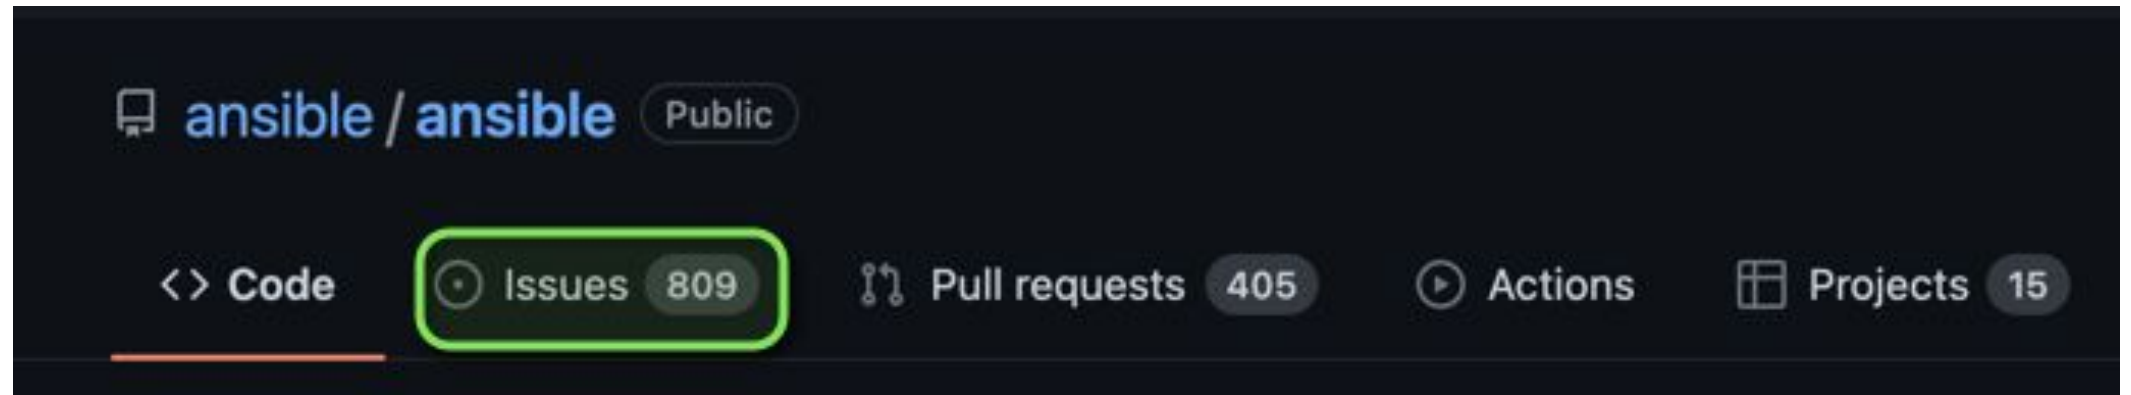 ansible / ansible Public
<> Code Issues 809 Pull requests 405 Actions Projects 15